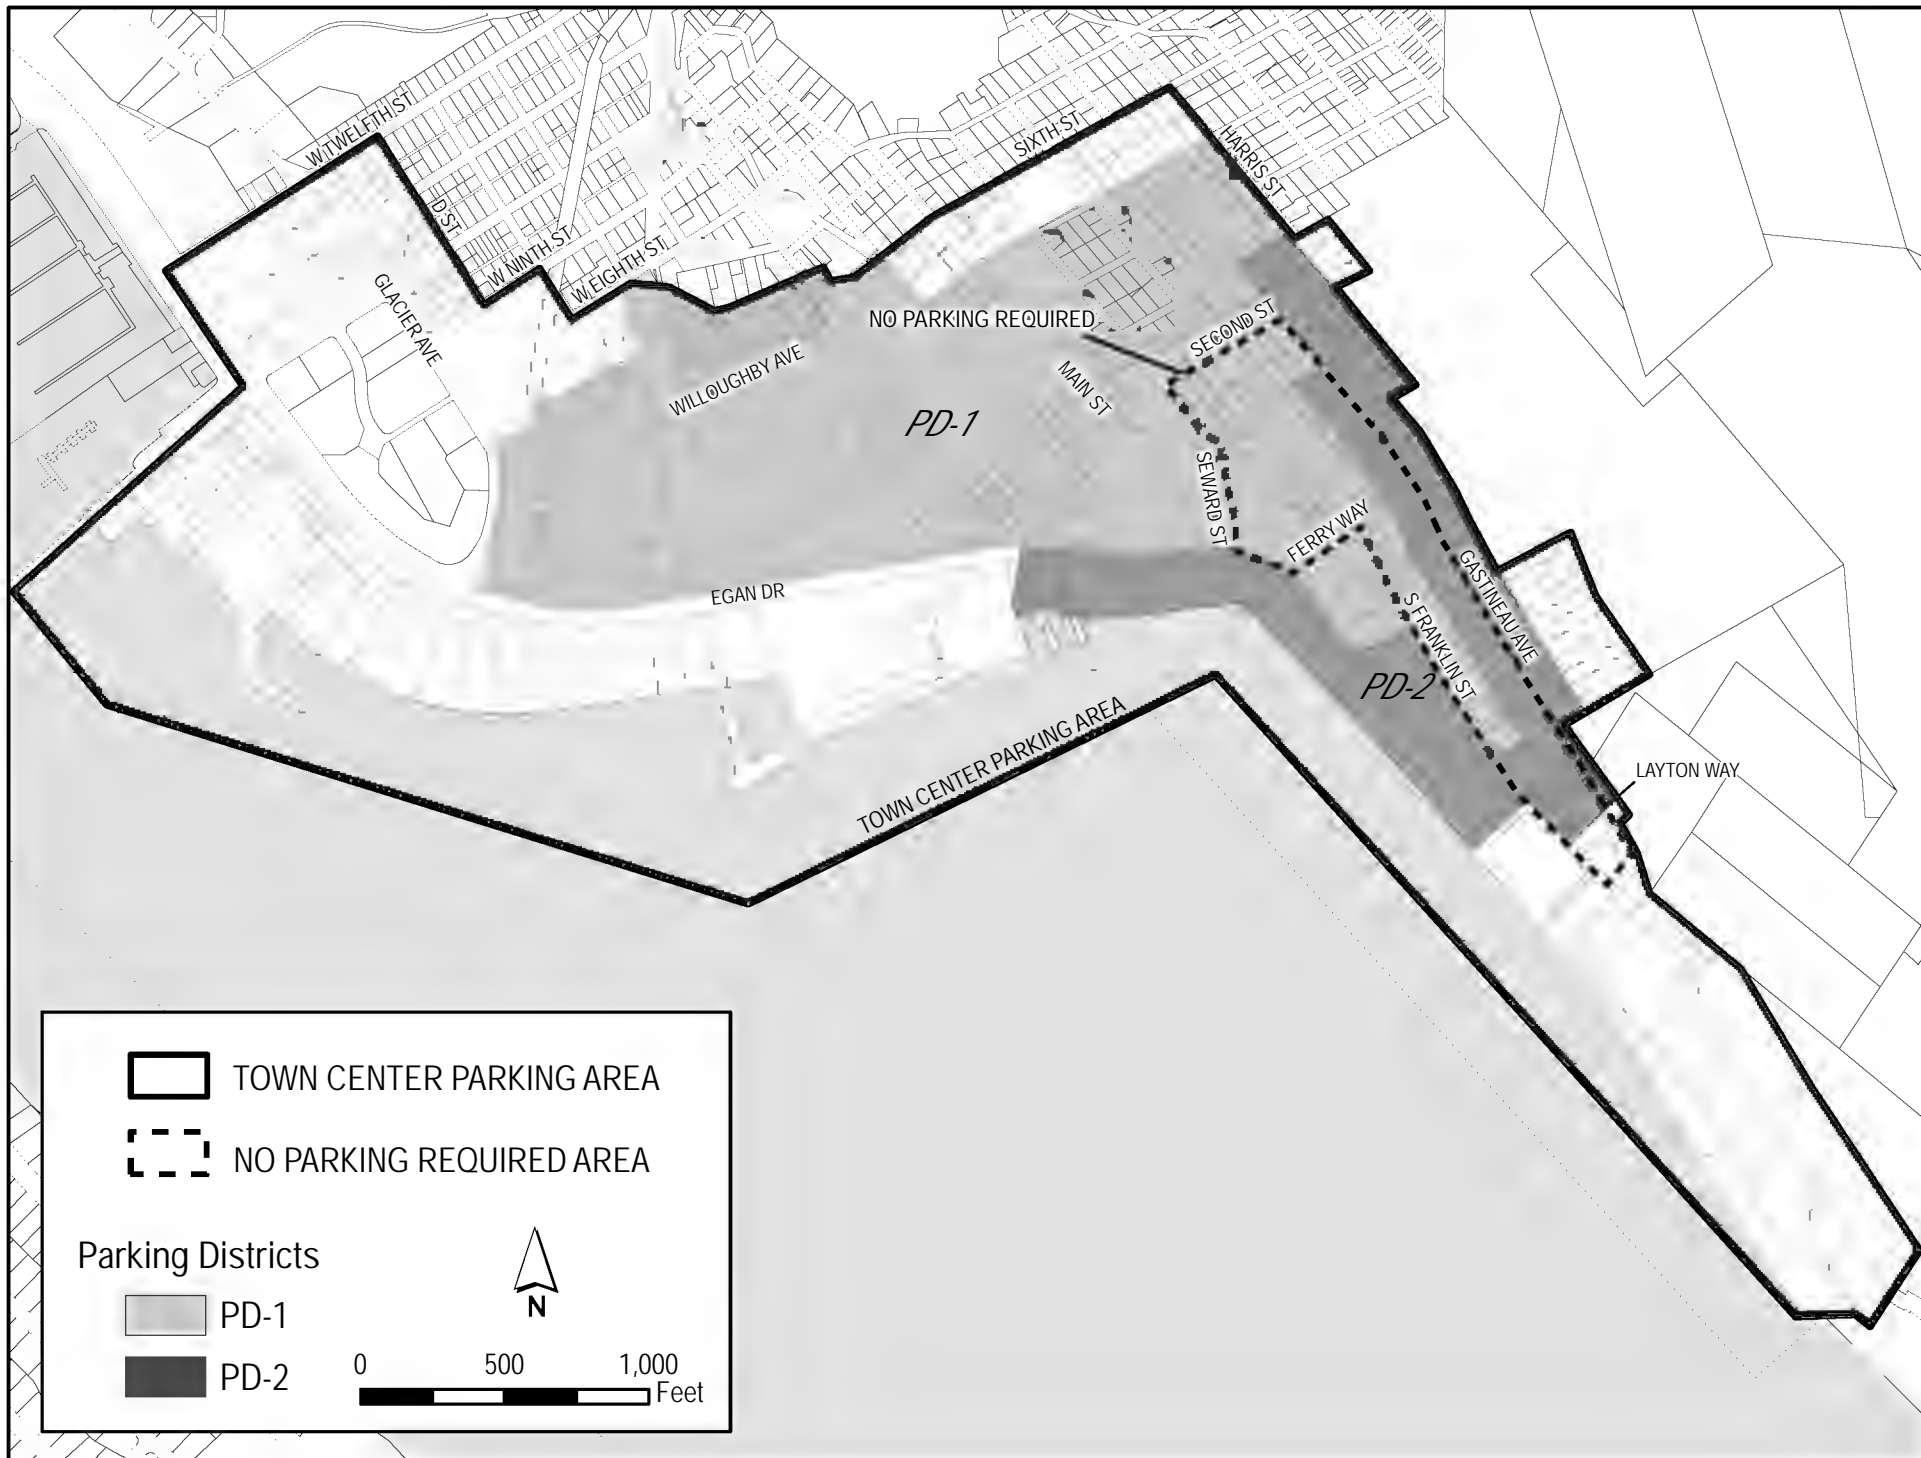 W TWELFTH ST
D ST
W NINTH ST
W EIGHTH ST
GLACIER AVE
SIXTH ST
HARRIS ST
NO PARKING REQUIRED
SECOND ST
WILLOUGHBY AVE
MAIN ST
PD-1
SEWARD ST
FERRY WAY
EGAN DR
GASTINEAU AVE
S FRANKLIN ST
PD-2
TOWN CENTER PARKING AREA
LAYTON WAY
TOWN CENTER PARKING AREA
NO PARKING REQUIRED AREA
Parking Districts
PD-1
PD-2
N
0 500 1,000
Feet